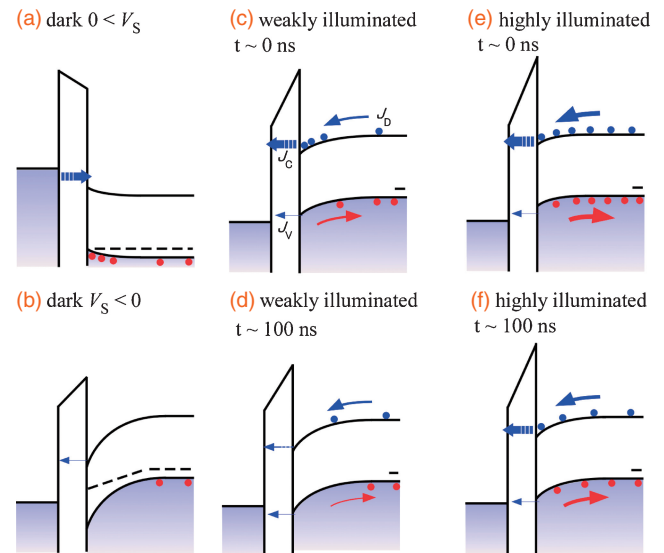 (a) dark 0 < V_S
(c) weakly illuminated
t ~ 0 ns
(e) highly illuminated
t ~ 0 ns
J_D
J_C
J_V
(b) dark V_S < 0
(d) weakly illuminated
t ~ 100 ns
(f) highly illuminated
t ~ 100 ns